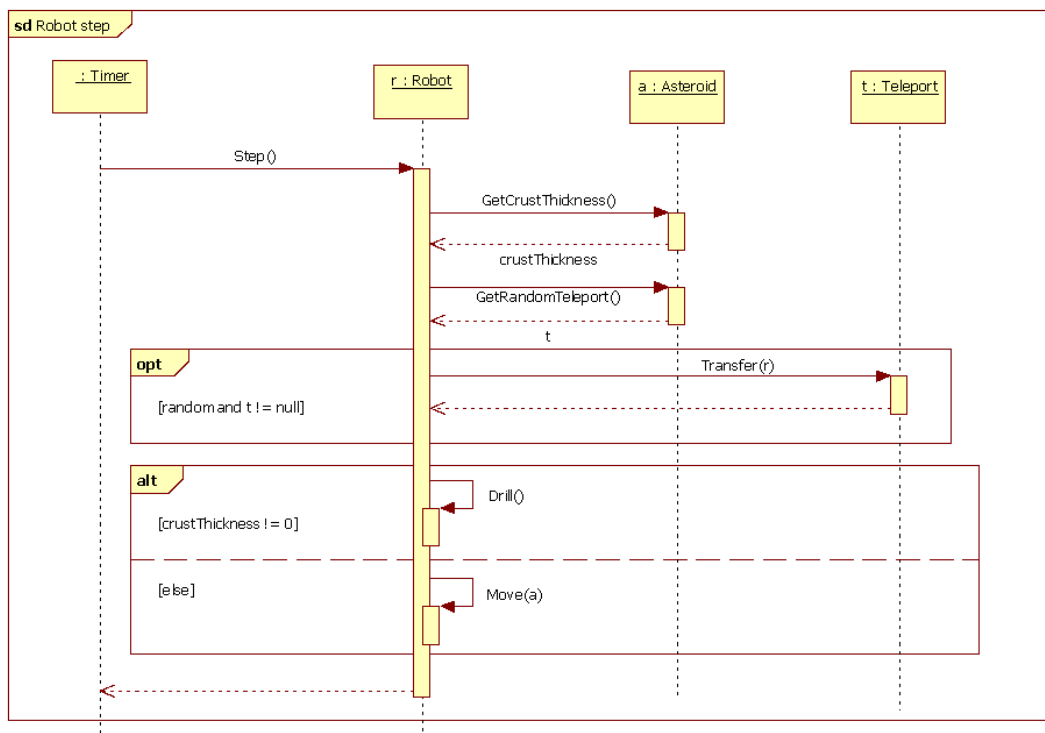 sd Robot step
: Timer
r : Robot
a : Asteroid
t : Teleport
Step()
GetCrustThickness()
crustThickness
GetRandomTeleport()
t
opt
Transfer(r)
[random and t != null]
alt
Drill()
[crustThickness != 0]
[else]
Move(a)